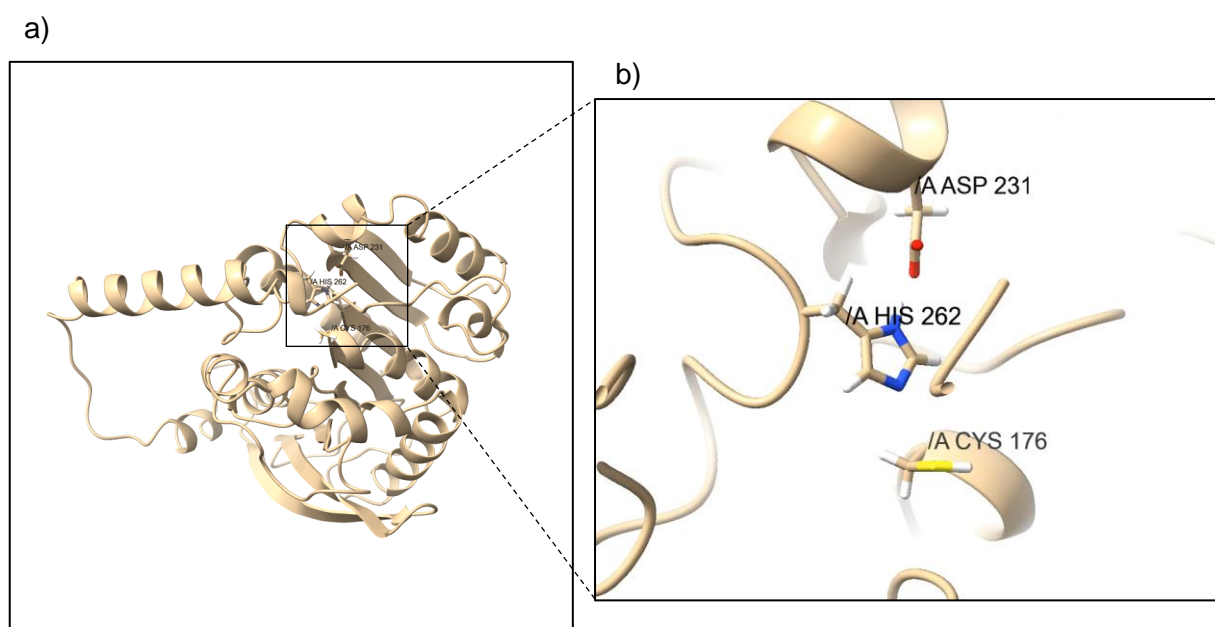 a)
b)
/A ASP 231
/A HIS 262
/A CYS 176
/A ASP 231
/A HIS 262
/A CYS 176